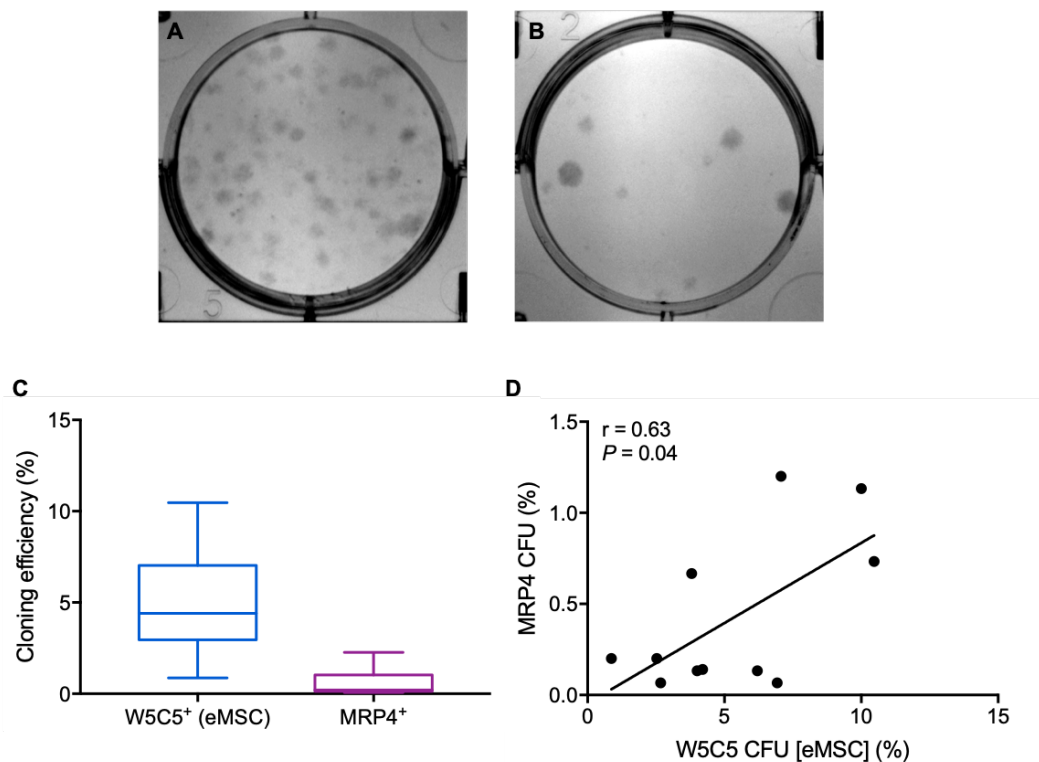 A
B
2
5
C
D
15
10
5
0
Cloning efficiency (%)
W5C5⁺ (eMSC)
MRP4⁺
1.5
1.0
0.5
0.0
MRP4 CFU (%)
r = 0.63
P = 0.04
0
5
10
15
W5C5 CFU [eMSC] (%)